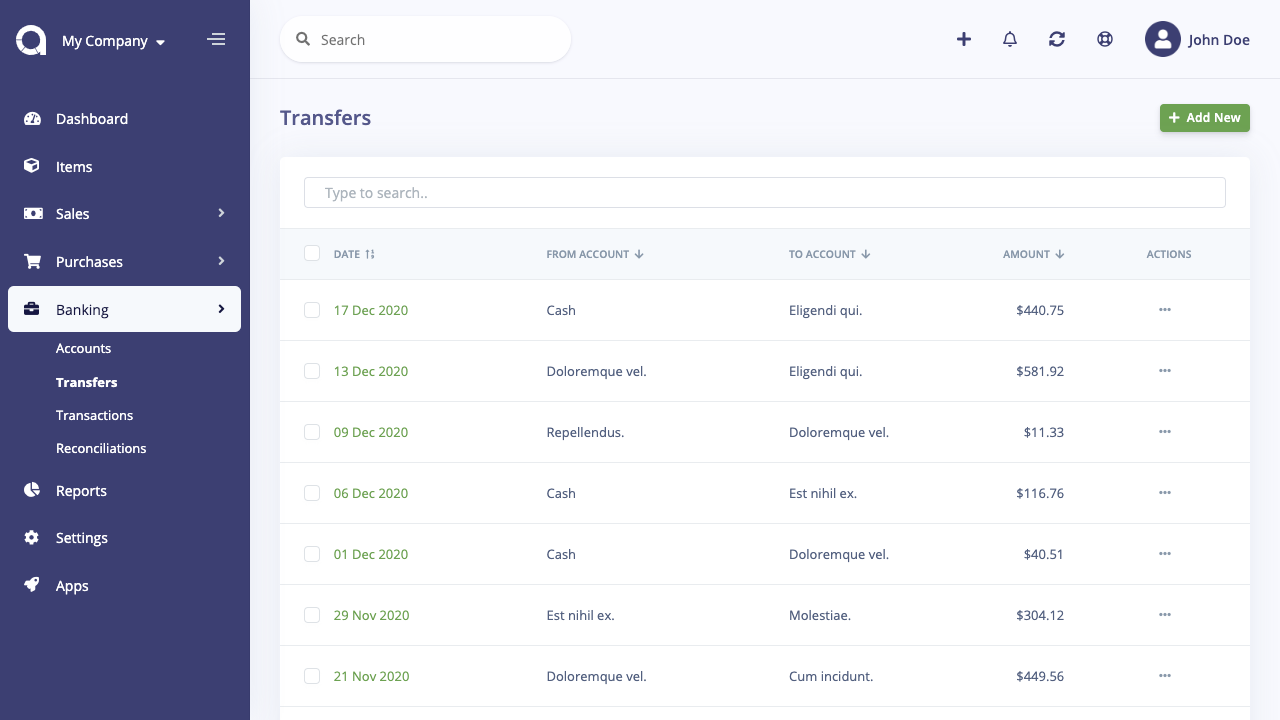 My Company
Search
John Doe
Dashboard
Items
Sales
Purchases
Banking
Accounts
Transfers
Transactions
Reconciliations
Reports
Settings
Apps
Transfers
Add New
Type to search..
DATE FROM ACCOUNT TO ACCOUNT AMOUNT ACTIONS
17 Dec 2020 Cash Eligendi qui. $440.75
13 Dec 2020 Doloremque vel. Eligendi qui. $581.92
09 Dec 2020 Repellendus. Doloremque vel. $11.33
06 Dec 2020 Cash Est nihil ex. $116.76
01 Dec 2020 Cash Doloremque vel. $40.51
29 Nov 2020 Est nihil ex. Molestiae. $304.12
21 Nov 2020 Doloremque vel. Cum incidunt. $449.56